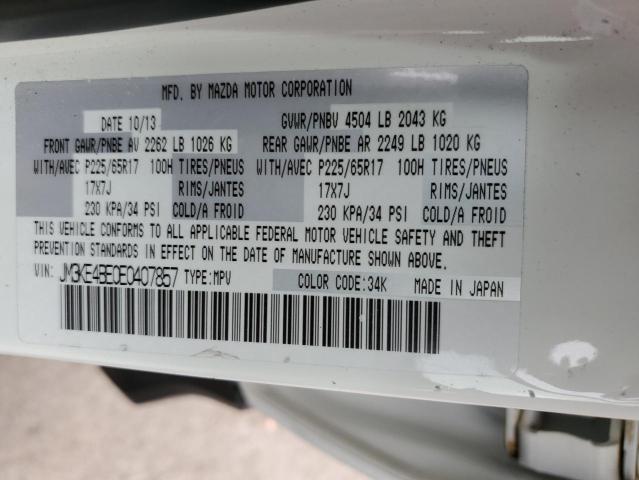 MFD. BY MAZDA MOTOR CORPORATION
DATE 10/13 GVWR/PNBV 4504 LB 2043 KG
FRONT GAWR/PNBE AV 2262 LB 1026 KG REAR GAWR/PNBE AR 2249 LB 1020 KG
WITH/AVEC P225/65R17 100H TIRES/PNEUS WITH/AVEC P225/65R17 100H TIRES/PNEUS
17X7J RIMS/JANTES 17X7J RIMS/JANTES
230 KPA/34 PSI COLD/A FROID 230 KPA/34 PSI COLD/A FROID
THIS VEHICLE CONFORMS TO ALL APPLICABLE FEDERAL MOTOR VEHICLE SAFETY AND THEFT
PREVENTION STANDARDS IN EFFECT ON THE DATE OF MANUFACTURE SHOWN ABOVE.
VIN: JM3KE4BE0E0407857 TYPE:MPV COLOR CODE:34K MADE IN JAPAN